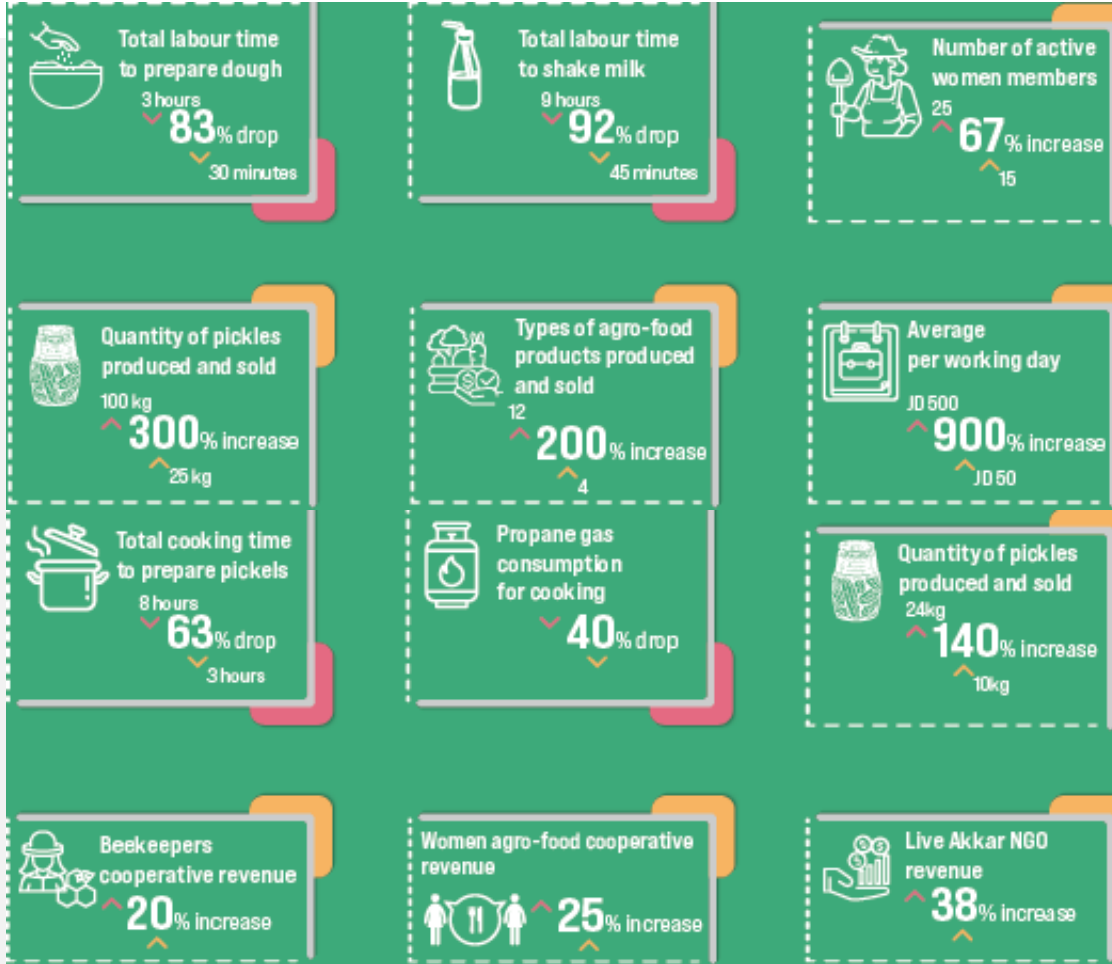 Total labour time
to prepare dough
3 hours
83% drop
30 minutes
Total labour time
to shake milk
9 hours
92% drop
45 minutes
Number of active
women members
25
67% increase
15
Quantity of pickles
produced and sold
100 kg
300% increase
25 kg
Types of agro-food
products produced
and sold
12
200% increase
4
Average
per working day
JD 500
900% increase
JD 50
Total cooking time
to prepare pickels
8 hours
63% drop
3 hours
Propane gas
consumption
for cooking
40% drop
Quantity of pickles
produced and sold
24kg
140% increase
10kg
Beekeepers
cooperative revenue
20% increase
Women agro-food cooperative
revenue
25% increase
Live Akkar NGO
revenue
38% increase